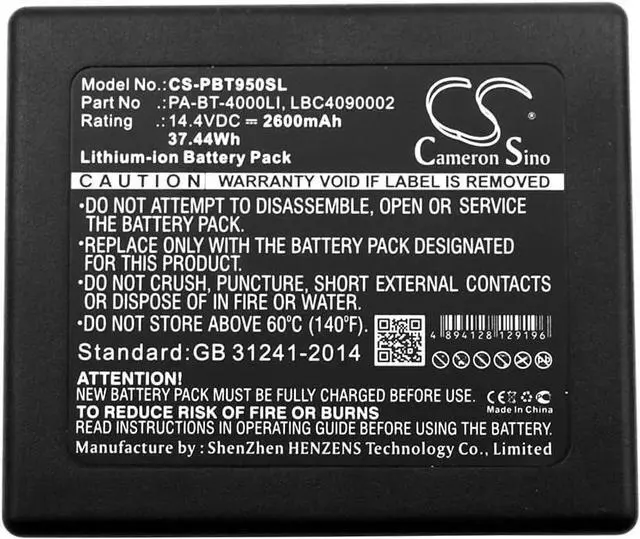 Model No.:CS-PBT950SL
Part No :PA-BT-4000LI, LBC4090002
Rating :14.4VDC⎓2600mAh
37.44Wh
Lithium-ion Battery Pack
CS
®
Cameron Sino
CAUTION WARRANTY VOID IF LABEL IS REMOVED
•DO NOT ATTEMPT TO DISASSEMBLE, OPEN OR SERVICE
THE BATTERY PACK.
•REPLACE ONLY WITH THE BATTERY PACK DESIGNATED
FOR THIS PRODUCT.
•DO NOT CRUSH, PUNCTURE, SHORT EXTERNAL CONTACTS
OR DISPOSE OF IN FIRE OR WATER.
•DO NOT STORE ABOVE 60°C (140°F).
4 894128 129196
Standard:GB 31241-2014
ATTENTION!
NEW BATTERY PACK MUST BE FULLY CHARGED BEFORE USE.
TO REDUCE RISK OF FIRE OR BURNS
READ INSTRUCTIONS IN OPERATING GUIDE BEFORE USE.
CE
Made In China
Manufacture by :ShenZhen HENZENS Technology Co., Limited